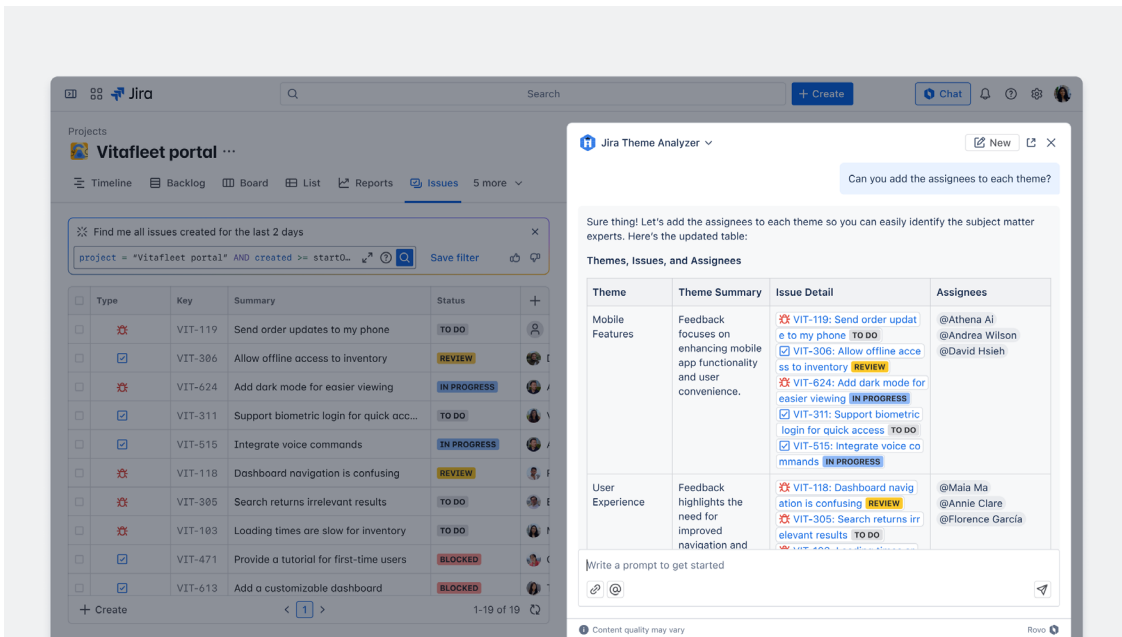 Jira
Search
+ Create
Chat
Projects
Vitafleet portal ···
Timeline
Backlog
Board
List
Reports
Issues
5 more
Find me all issues created for the last 2 days
project = "Vitafleet portal" AND created >= startO…
Save filter
Type Key Summary Status
VIT-119 Send order updates to my phone TO DO
VIT-306 Allow offline access to inventory REVIEW
VIT-624 Add dark mode for easier viewing IN PROGRESS
VIT-311 Support biometric login for quick acc... TO DO
VIT-515 Integrate voice commands IN PROGRESS
VIT-118 Dashboard navigation is confusing REVIEW
VIT-305 Search returns irrelevant results TO DO
VIT-103 Loading times are slow for inventory TO DO
VIT-471 Provide a tutorial for first-time users BLOCKED
VIT-613 Add a customizable dashboard BLOCKED
+ Create
< 1 >
1-19 of 19
Jira Theme Analyzer
New
Can you add the assignees to each theme?
Sure thing! Let's add the assignees to each theme so you can easily identify the subject matter
experts. Here's the updated table:
Themes, Issues, and Assignees
Theme
Theme Summary
Issue Detail
Assignees
Mobile
Features
Feedback
focuses on
enhancing mobile
app functionality
and user
convenience.
VIT-119: Send order updat
e to my phone TO DO
VIT-306: Allow offline acce
ss to inventory REVIEW
VIT-624: Add dark mode for
easier viewing IN PROGRESS
VIT-311: Support biometric
login for quick access TO DO
VIT-515: Integrate voice co
mmands IN PROGRESS
@Athena Ai
@Andrea Wilson
@David Hsieh
User
Experience
Feedback
highlights the
need for
improved
navigation and
VIT-118: Dashboard navig
ation is confusing REVIEW
VIT-305: Search returns irr
elevant results TO DO
@Maia Ma
@Annie Clare
@Florence García
Write a prompt to get started
Content quality may vary
Rovo